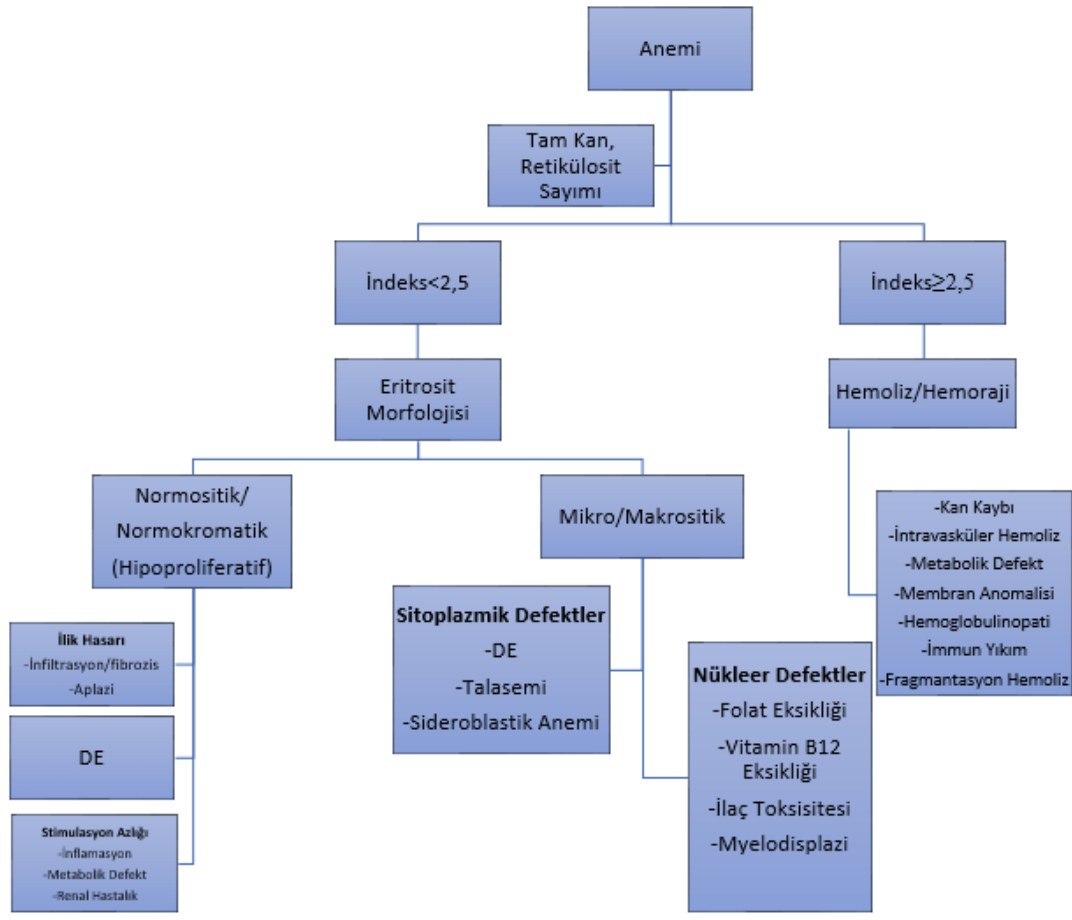 Anemi
Tam Kan,
Retikülosit
Sayımı
İndeks<2,5
İndeks≥2,5
Eritrosit
Morfolojisi
Hemoliz/Hemoraji
Normositik/
Normokromatik
(Hipoproliferatif)
Mikro/Makrositik
-Kan Kaybı
-İntravasküler Hemoliz
-Metabolik Defekt
-Membran Anomalisi
-Hemoglobulinopati
-İmmun Yıkım
-Fragmantasyon Hemoliz
İlik Hasarı
-İnfiltrasyon/fibrozis
-Aplazi
DE
Stimulasyon Azlığı
-İnflamasyon
-Metabolik Defekt
-Renal Hastalık
Sitoplazmik Defektler
-DE
-Talasemi
-Sideroblastik Anemi
Nükleer Defektler
-Folat Eksikliği
-Vitamin B12
Eksikliği
-İlaç Toksisitesi
-Myelodisplazi